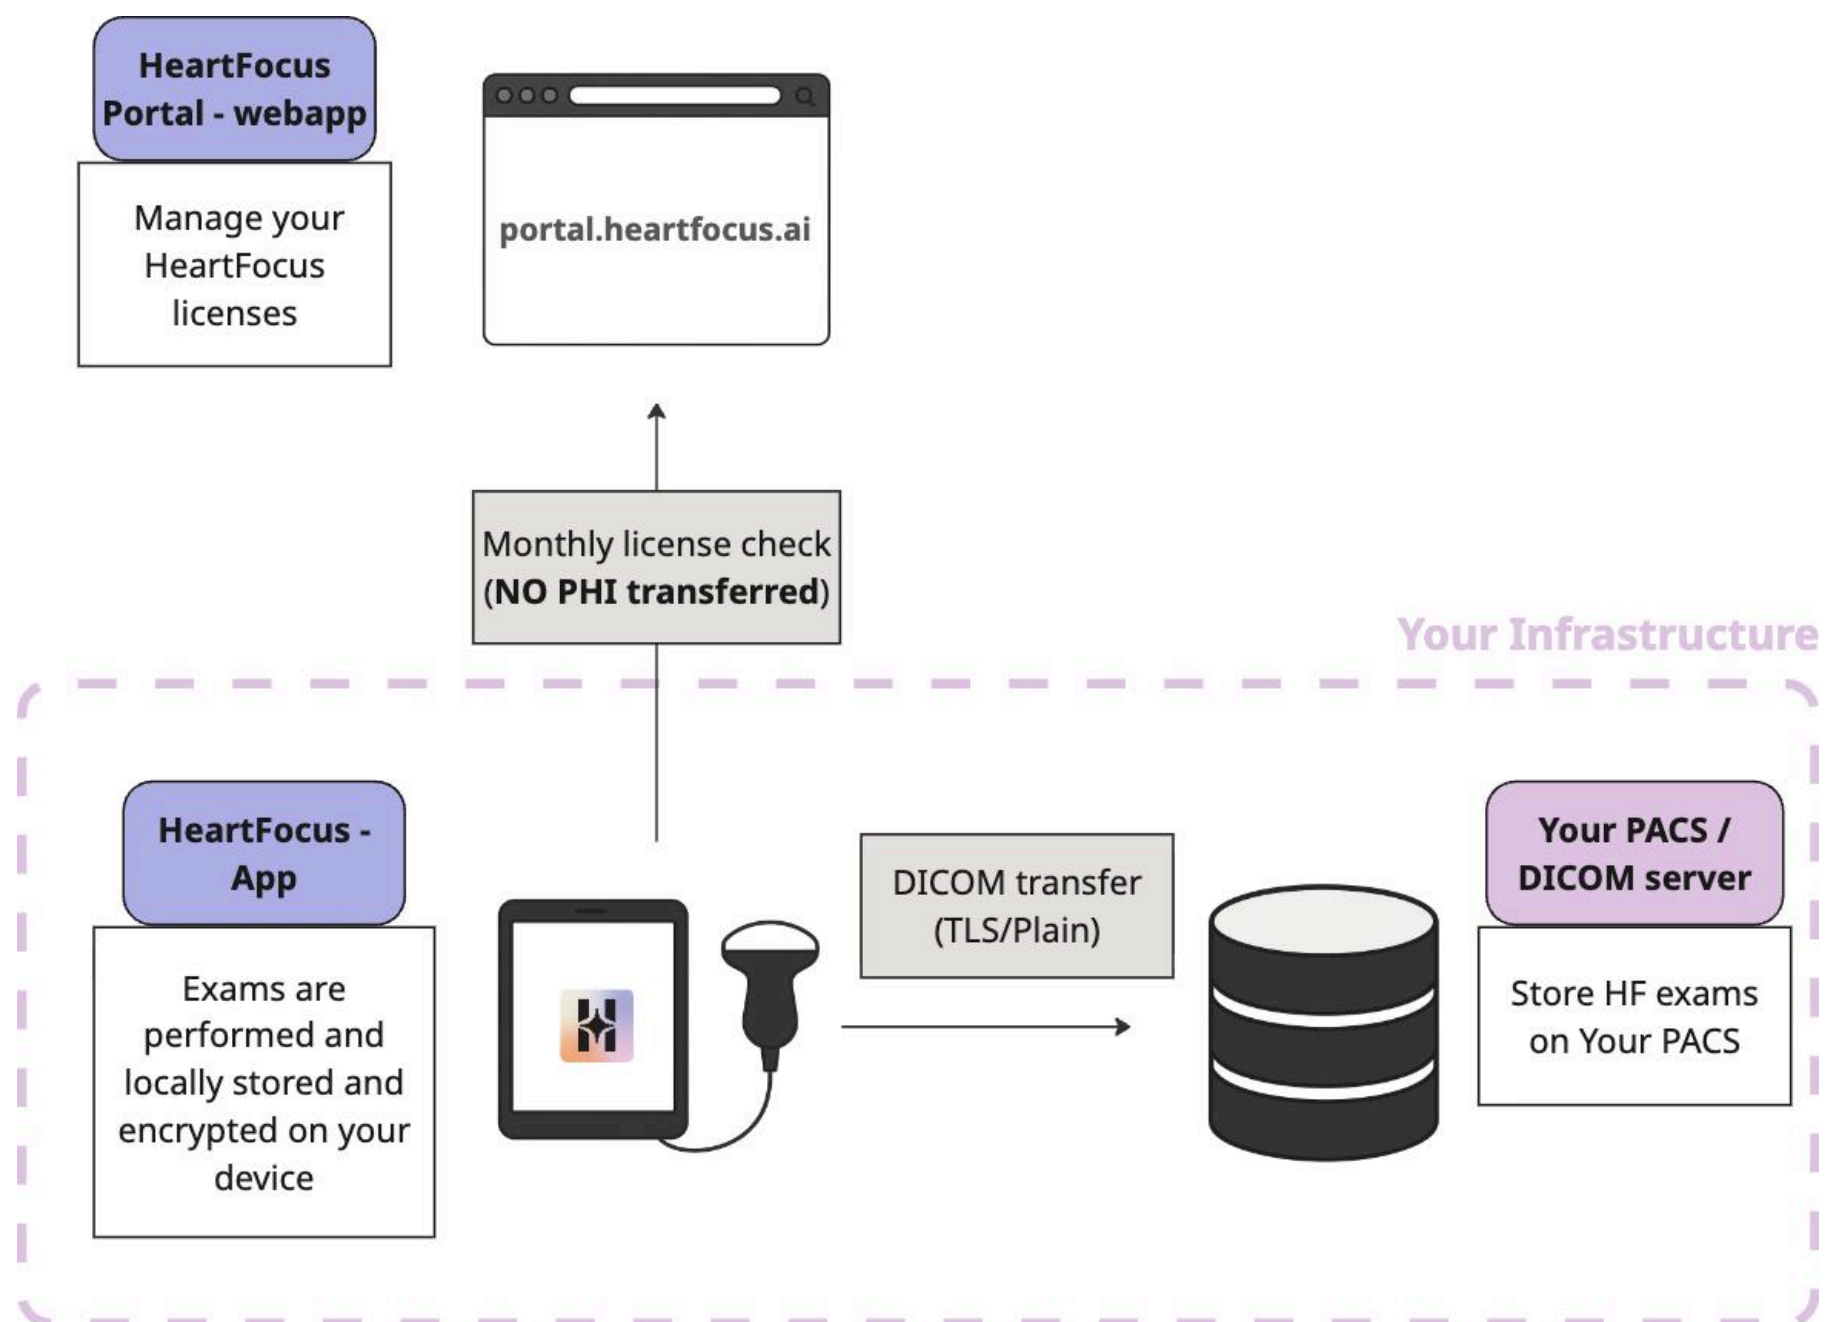 HeartFocus
Portal - webapp
Manage your
HeartFocus
licenses
portal.heartfocus.ai
Monthly license check
(NO PHI transferred)
Your Infrastructure
HeartFocus -
App
Exams are
performed and
locally stored and
encrypted on your
device
DICOM transfer
(TLS/Plain)
Your PACS /
DICOM server
Store HF exams
on Your PACS